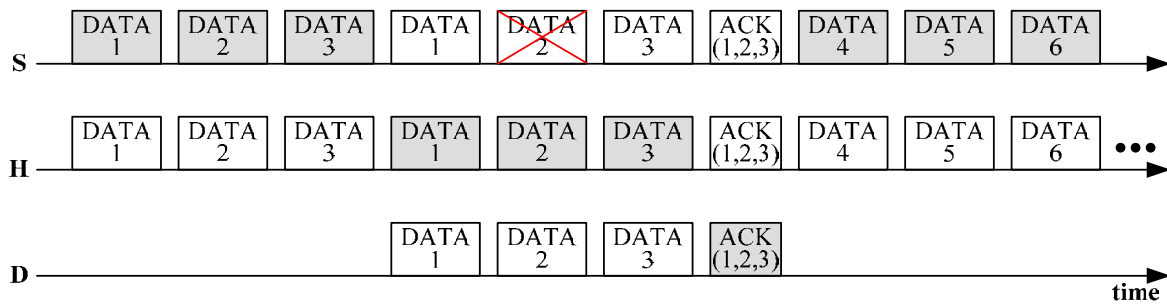 DATA 1
DATA 2
DATA 3
DATA 1
DATA 2
DATA 3
ACK (1,2,3)
DATA 4
DATA 5
DATA 6
S
DATA 1
DATA 2
DATA 3
DATA 1
DATA 2
DATA 3
ACK (1,2,3)
DATA 4
DATA 5
DATA 6
•••
H
DATA 1
DATA 2
DATA 3
ACK (1,2,3)
D
time